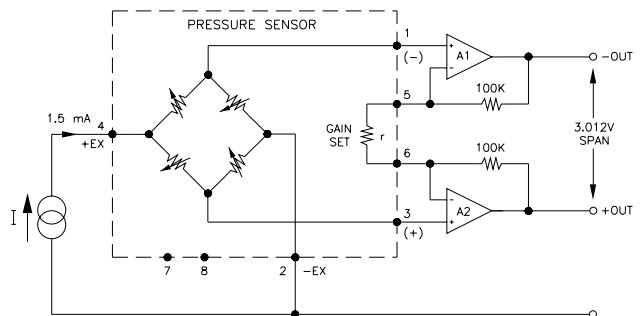 PRESSURE SENSOR
1
(-)
+
A1
-
-OUT
100K
5
1.5 mA
4
+EX
GAIN
SET
r
3.012V
SPAN
6
100K
-
A2
+
+OUT
3
(+)
I
7
8
2
-EX